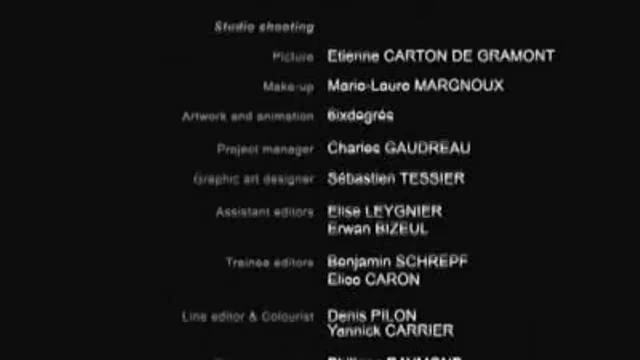 Studio shooting
Picture Etienne CARTON DE GRAMONT
Make-up Marie-Laure MARGNOUX
Artwork and animation 6ixdegrés
Project manager Charles GAUDREAU
Graphic art designer Sébastien TESSIER
Assistant editors Elise LEYGNIER
Erwan BIZEUL
Trainee editors Benjamin SCHREPF
Elice CARON
Line editor & Colourist Denis PILON
Yannick CARRIER